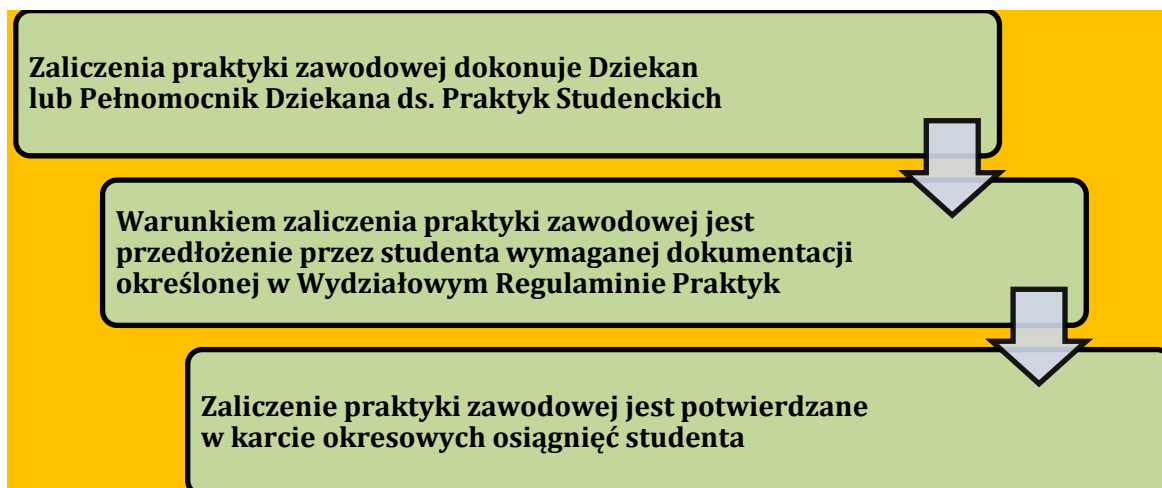 Zaliczenia praktyki zawodowej dokonuje Dziekan
lub Pełnomocnik Dziekana ds. Praktyk Studenckich
Warunkiem zaliczenia praktyki zawodowej jest
przedłożenie przez studenta wymaganej dokumentacji
określonej w Wydziałowym Regulaminie Praktyk
Zaliczenie praktyki zawodowej jest potwierdzane
w karcie okresowych osiągnięć studenta